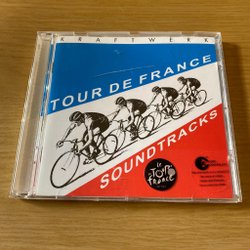 KRAFTWERK
TOUR DE FRANCE
SOUNDTRACKS
le
TOUR
de
FRANCE